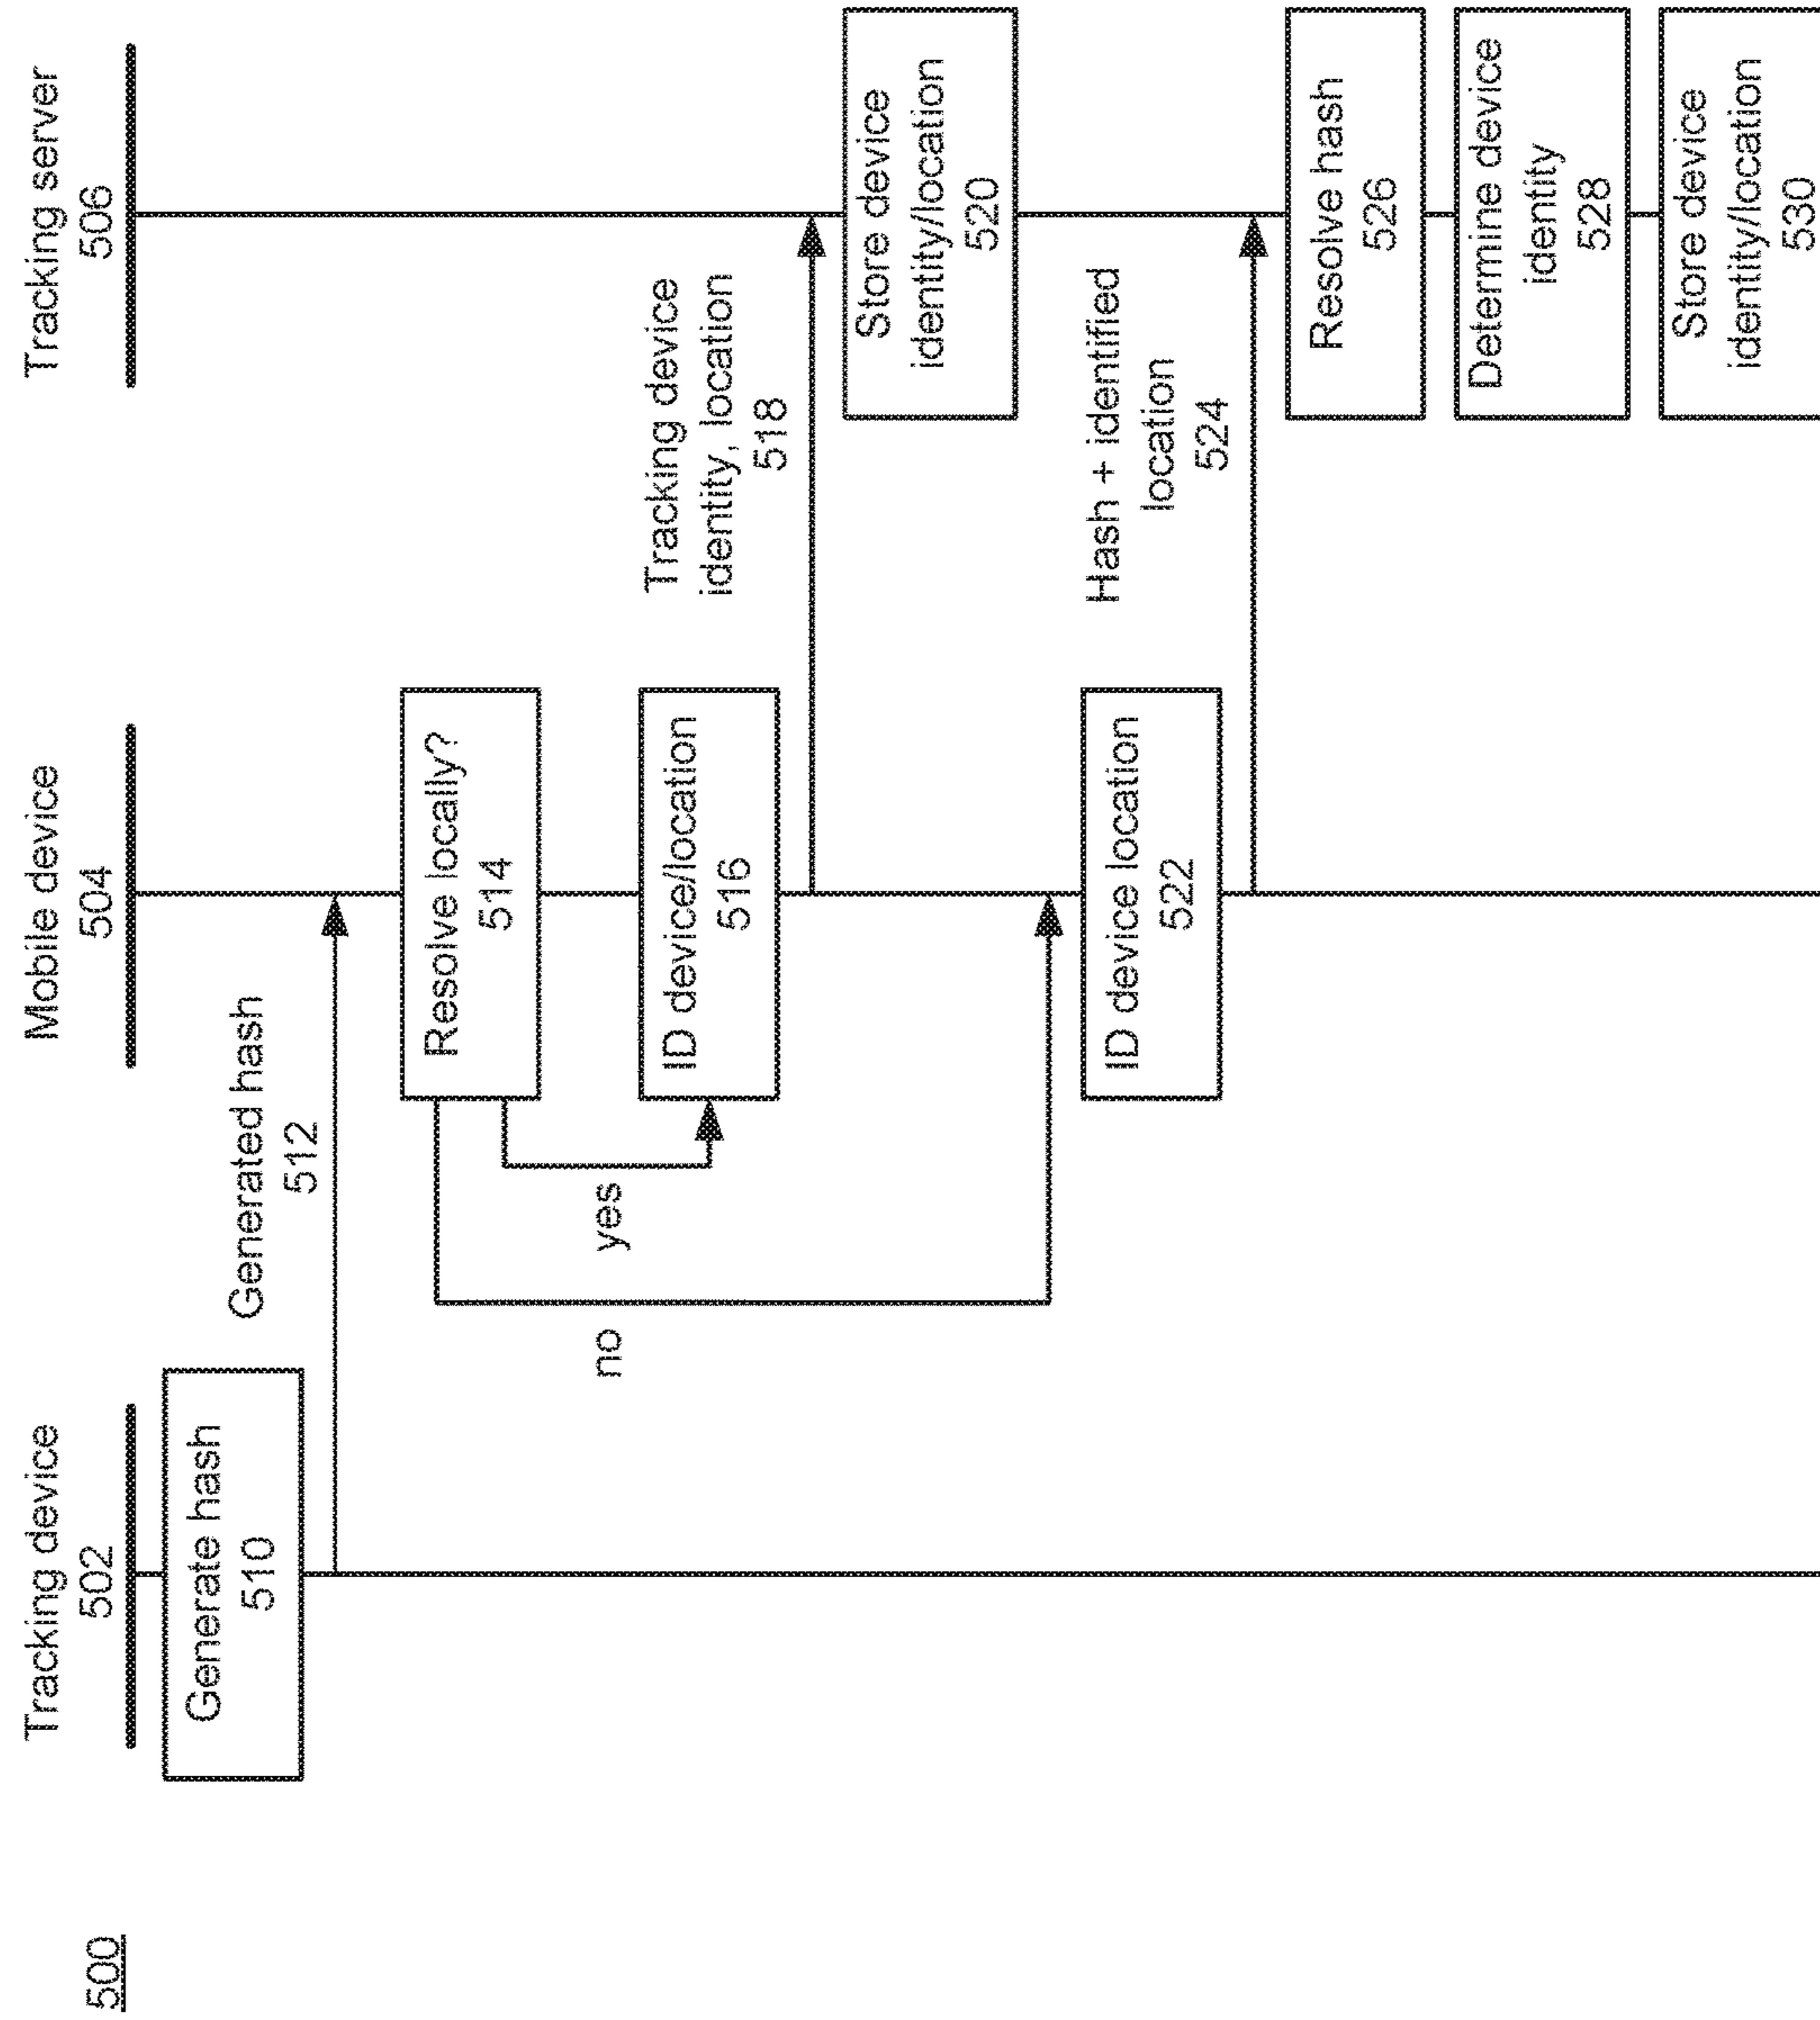 500
Tracking device
502
Mobile device
504
Tracking server
506
Generate hash
510
Generated hash
512
Resolve locally?
514
no
yes
ID device/location
516
Tracking device
identity, location
518
Store device
identity/location
520
ID device location
522
Hash + identified
location
524
Resolve hash
526
Determine device
identity
528
Store device
identity/location
530